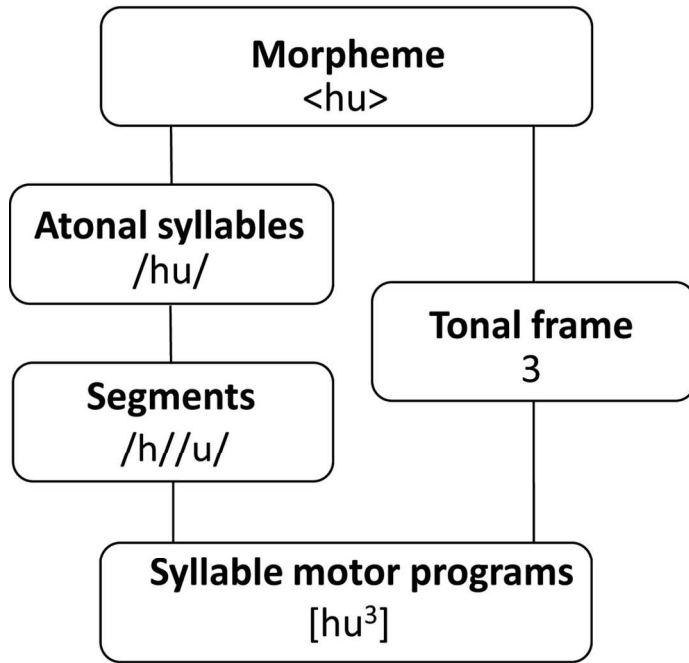 Morpheme
<hu>
Atonal syllables
/hu/
Tonal frame
3
Segments
/h//u/
Syllable motor programs
[hu³]